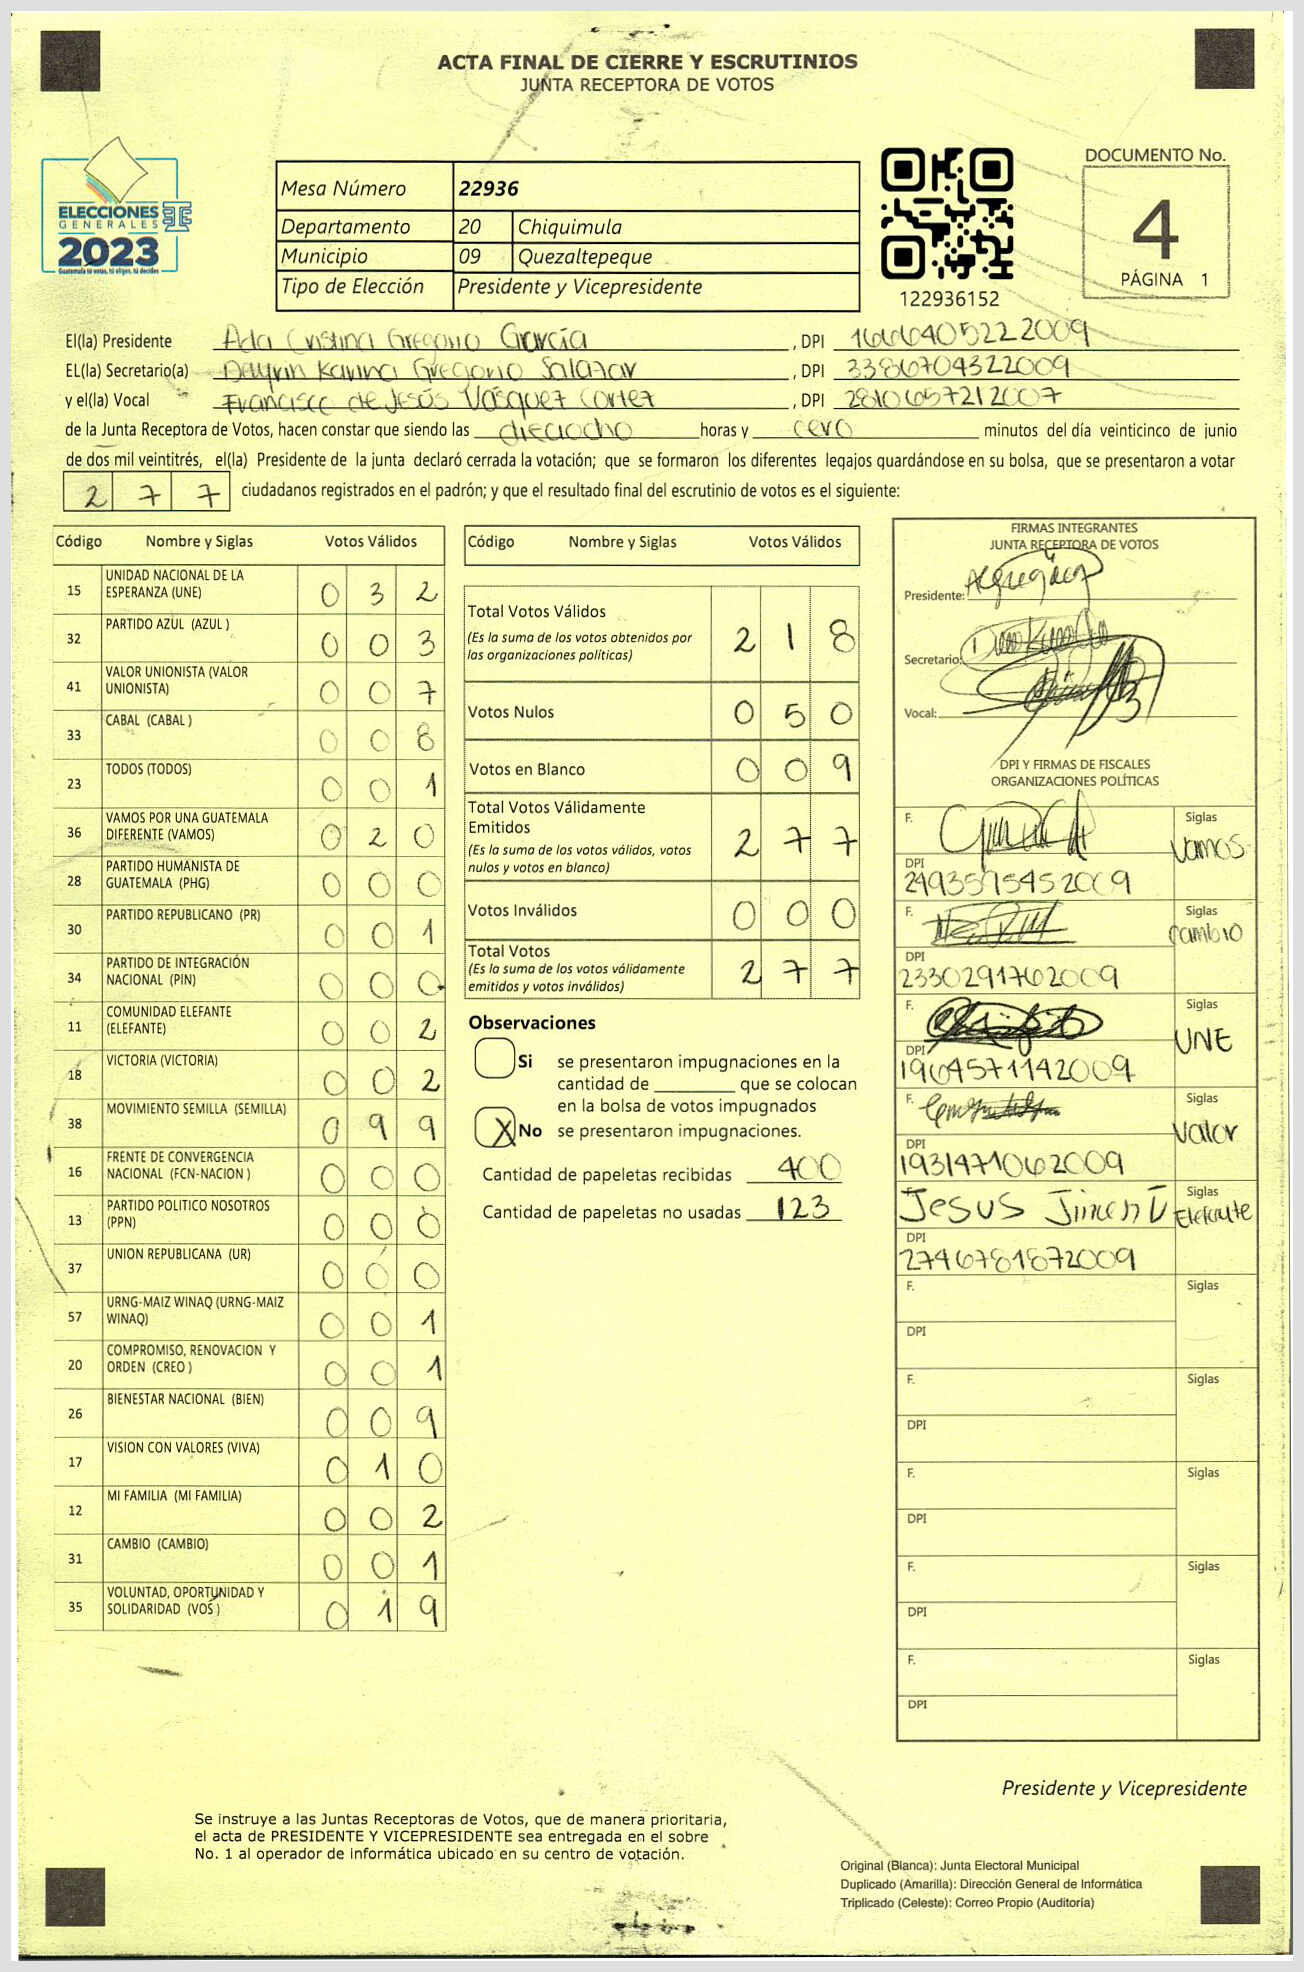 ACTA FINAL DE CIERRE Y ESCRUTINIOS
JUNTA RECEPTORA DE VOTOS
ELECCIONES
GENERALES
2023
Guatemala tú votas, tú eliges, tú decides
Mesa Número 22936
Departamento 20 Chiquimula
Municipio 09 Quezaltepeque
Tipo de Elección Presidente y Vicepresidente
122936152
DOCUMENTO No.
4
PÁGINA 1
El(la) Presidente Ada Cristina Gregorio García, DPI 1666405222009
EL(la) Secretario(a) Karina Gregorio Salazar, DPI 3386704322009
y el(la) Vocal Francisco de Jesús Vásquez Cortez, DPI 2810657212007
de la Junta Receptora de Votos, hacen constar que siendo las dieciocho horas y cero minutos del día veinticinco de junio
de dos mil veintitrés, el(la) Presidente de la junta declaró cerrada la votación; que se formaron los diferentes legajos guardándose en su bolsa, que se presentaron a votar
2 7 7 ciudadanos registrados en el padrón; y que el resultado final del escrutinio de votos es el siguiente:
Código Nombre y Siglas Votos Válidos
15 UNIDAD NACIONAL DE LA
ESPERANZA (UNE) 0 3 2
32 PARTIDO AZUL (AZUL ) 0 0 3
41 VALOR UNIONISTA (VALOR
UNIONISTA) 0 0 7
33 CABAL (CABAL ) 0 0 8
23 TODOS (TODOS) 0 0 1
36 VAMOS POR UNA GUATEMALA
DIFERENTE (VAMOS) 0 2 0
28 PARTIDO HUMANISTA DE
GUATEMALA (PHG) 0 0 0
30 PARTIDO REPUBLICANO (PR) 0 0 1
34 PARTIDO DE INTEGRACIÓN
NACIONAL (PIN) 0 0 0
11 COMUNIDAD ELEFANTE
(ELEFANTE) 0 0 2
18 VICTORIA (VICTORIA) 0 0 2
38 MOVIMIENTO SEMILLA (SEMILLA) 0 9 9
16 FRENTE DE CONVERGENCIA
NACIONAL (FCN-NACION ) 0 0 0
13 PARTIDO POLITICO NOSOTROS
(PPN) 0 0 0
37 UNION REPUBLICANA (UR) 0 0 0
57 URNG-MAIZ WINAQ (URNG-MAIZ
WINAQ) 0 0 1
20 COMPROMISO, RENOVACION Y
ORDEN (CREO ) 0 0 1
26 BIENESTAR NACIONAL (BIEN) 0 0 9
17 VISION CON VALORES (VIVA) 0 1 0
12 MI FAMILIA (MI FAMILIA) 0 0 2
31 CAMBIO (CAMBIO) 0 0 1
35 VOLUNTAD, OPORTUNIDAD Y
SOLIDARIDAD (VOS ) 0 1 9
Código Nombre y Siglas Votos Válidos
Total Votos Válidos 2 1 8
(Es la suma de los votos obtenidos por
las organizaciones políticas)
Votos Nulos 0 5 0
Votos en Blanco 0 0 9
Total Votos Válidamente
Emitidos 2 7 7
(Es la suma de los votos válidos, votos
nulos y votos en blanco)
Votos Inválidos 0 0 0
Total Votos 2 7 7
(Es la suma de los votos válidamente
emitidos y votos inválidos)
Observaciones
Si se presentaron impugnaciones en la
cantidad de ________ que se colocan
en la bolsa de votos impugnados
X No se presentaron impugnaciones.
Cantidad de papeletas recibidas 400
Cantidad de papeletas no usadas 123
FIRMAS INTEGRANTES
JUNTA RECEPTORA DE VOTOS
Presidente:
Secretario:
Vocal:
DPI Y FIRMAS DE FISCALES
ORGANIZACIONES POLÍTICAS
F. Siglas
Vamos
DPI
2493595452009
F. Siglas
cambio
DPI
2330291762009
F. Siglas
UNE
DPI
1964571142009
F. Siglas
Valor
DPI
1931471062009
Jesus Siglas
Elefante
DPI
2746781872009
F. Siglas
DPI
F. Siglas
DPI
F. Siglas
DPI
F. Siglas
DPI
F. Siglas
DPI
Presidente y Vicepresidente
Se instruye a las Juntas Receptoras de Votos, que de manera prioritaria,
el acta de PRESIDENTE Y VICEPRESIDENTE sea entregada en el sobre
No. 1 al operador de informática ubicado en su centro de votación.
Original (Blanca): Junta Electoral Municipal
Duplicado (Amarilla): Dirección General de Informática
Triplicado (Celeste): Correo Propio (Auditoria)